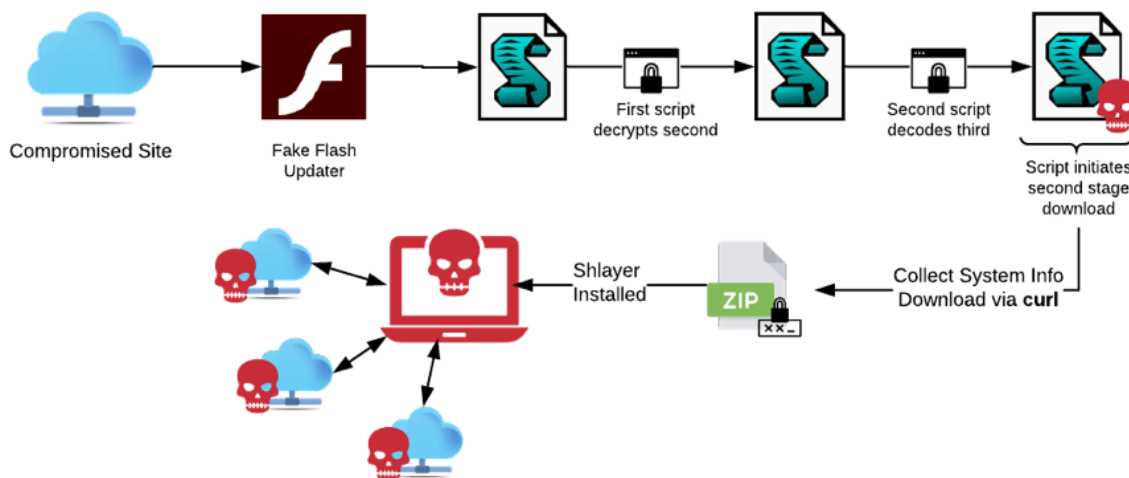 Compromised Site
Fake Flash
Updater
First script
decrypts second
Second script
decodes third
Script initiates
second stage
download
Collect System Info
Download via curl
ZIP
××_
Shlayer
Installed